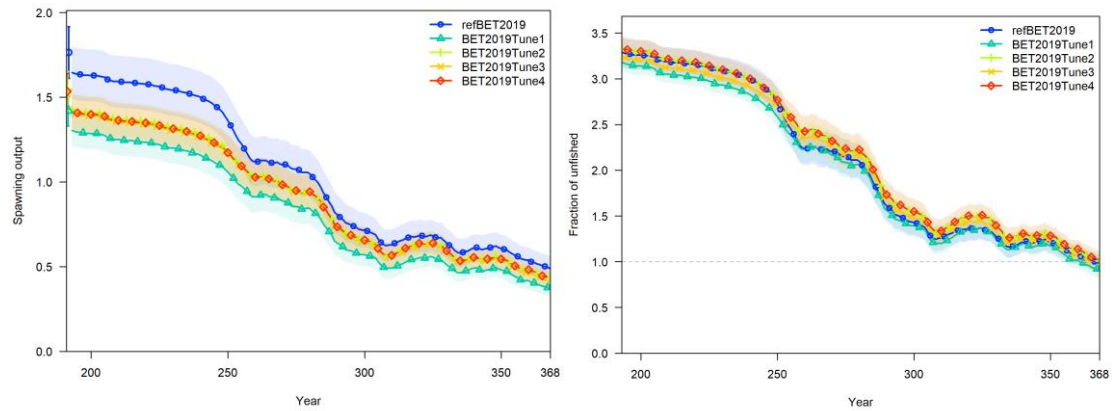 Spawning output
2.0
1.5
1.0
0.5
0.0
200
250
300
350
368
Year
refBET2019
BET2019Tune1
BET2019Tune2
BET2019Tune3
BET2019Tune4
Fraction of unfished
3.5
3.0
2.5
2.0
1.5
1.0
0.5
0.0
200
250
300
350
368
Year
refBET2019
BET2019Tune1
BET2019Tune2
BET2019Tune3
BET2019Tune4